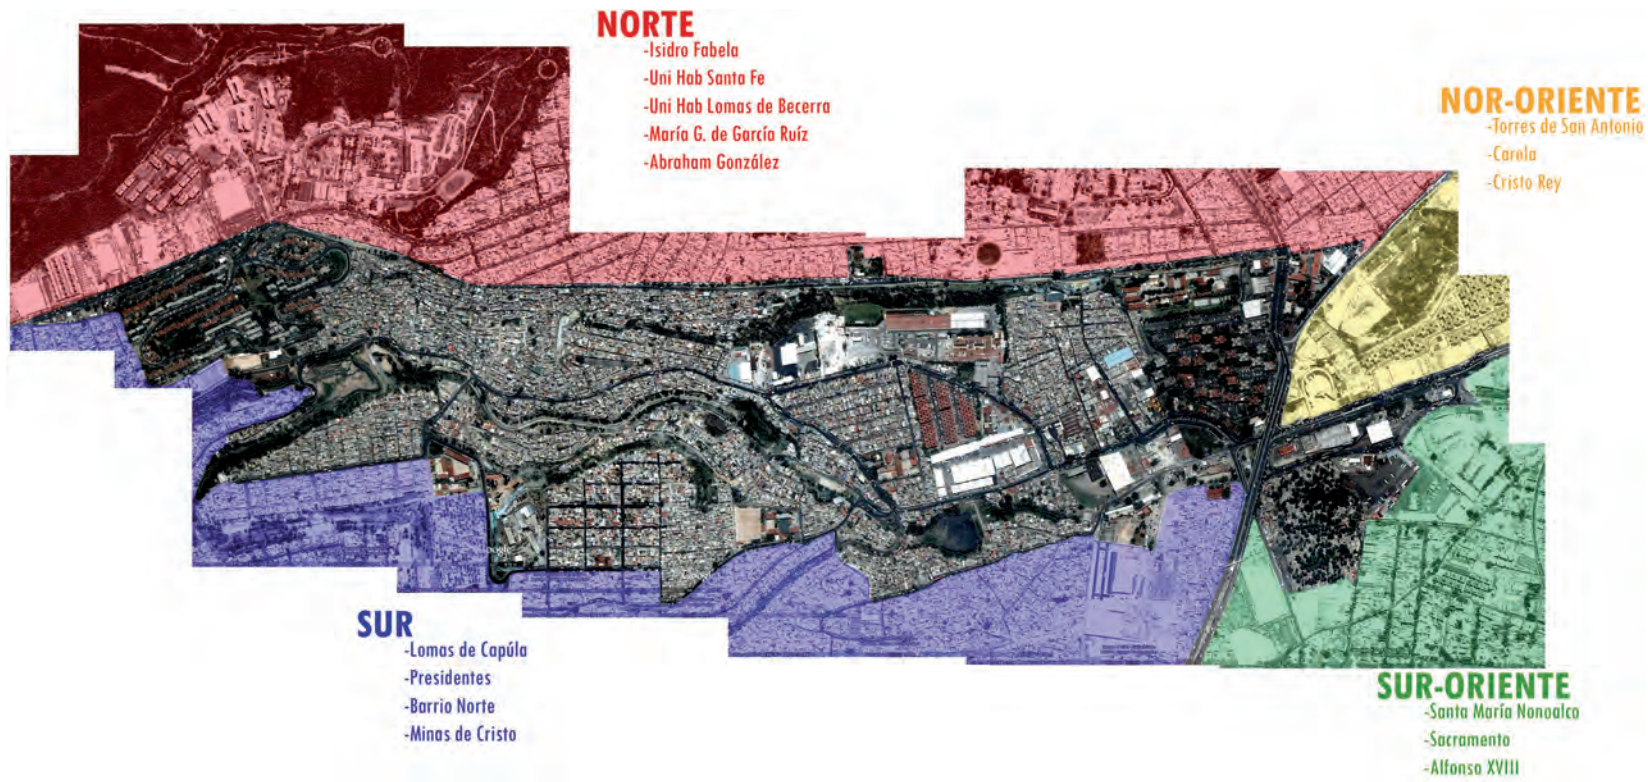 NORTE
-Isidro Fabela
-Uni Hab Santa Fe
-Uni Hab Lomas de Becerra
-María G. de García Ruíz
-Abraham González
NOR-ORIENTE
-Torres de San Antonio
-Carola
-Cristo Rey
SUR
-Lomas de Capúla
-Presidentes
-Barrio Norte
-Minas de Cristo
SUR-ORIENTE
-Santa María Nonoalco
-Sacramento
-Alfonso XVIII
Google